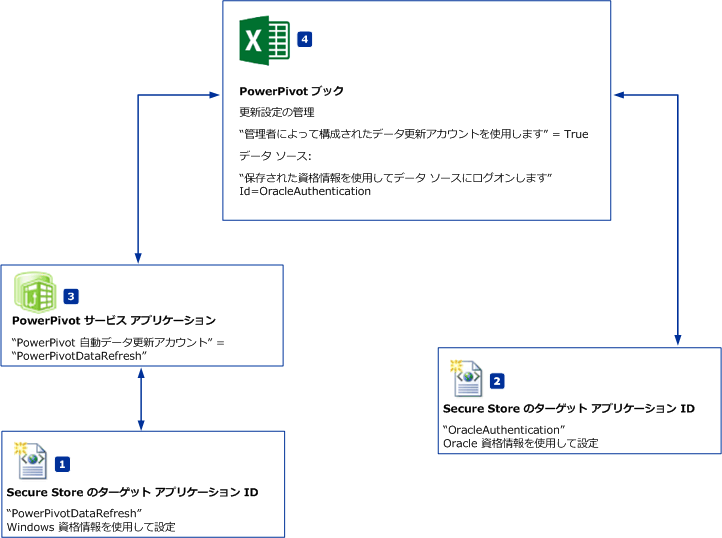 4
PowerPivot ブック
更新設定の管理
“管理者によって構成されたデータ更新アカウントを使用します” = True
データ ソース:
“保存された資格情報を使用してデータ ソースにログオンします”
Id=OracleAuthentication
3
PowerPivot サービス アプリケーション
“PowerPivot 自動データ更新アカウント” =
“PowerPivotDataRefresh”
2
Secure Store のターゲット アプリケーション ID
“OracleAuthentication”
Oracle 資格情報を使用して設定
1
Secure Store のターゲット アプリケーション ID
“PowerPivotDataRefresh”
Windows 資格情報を使用して設定